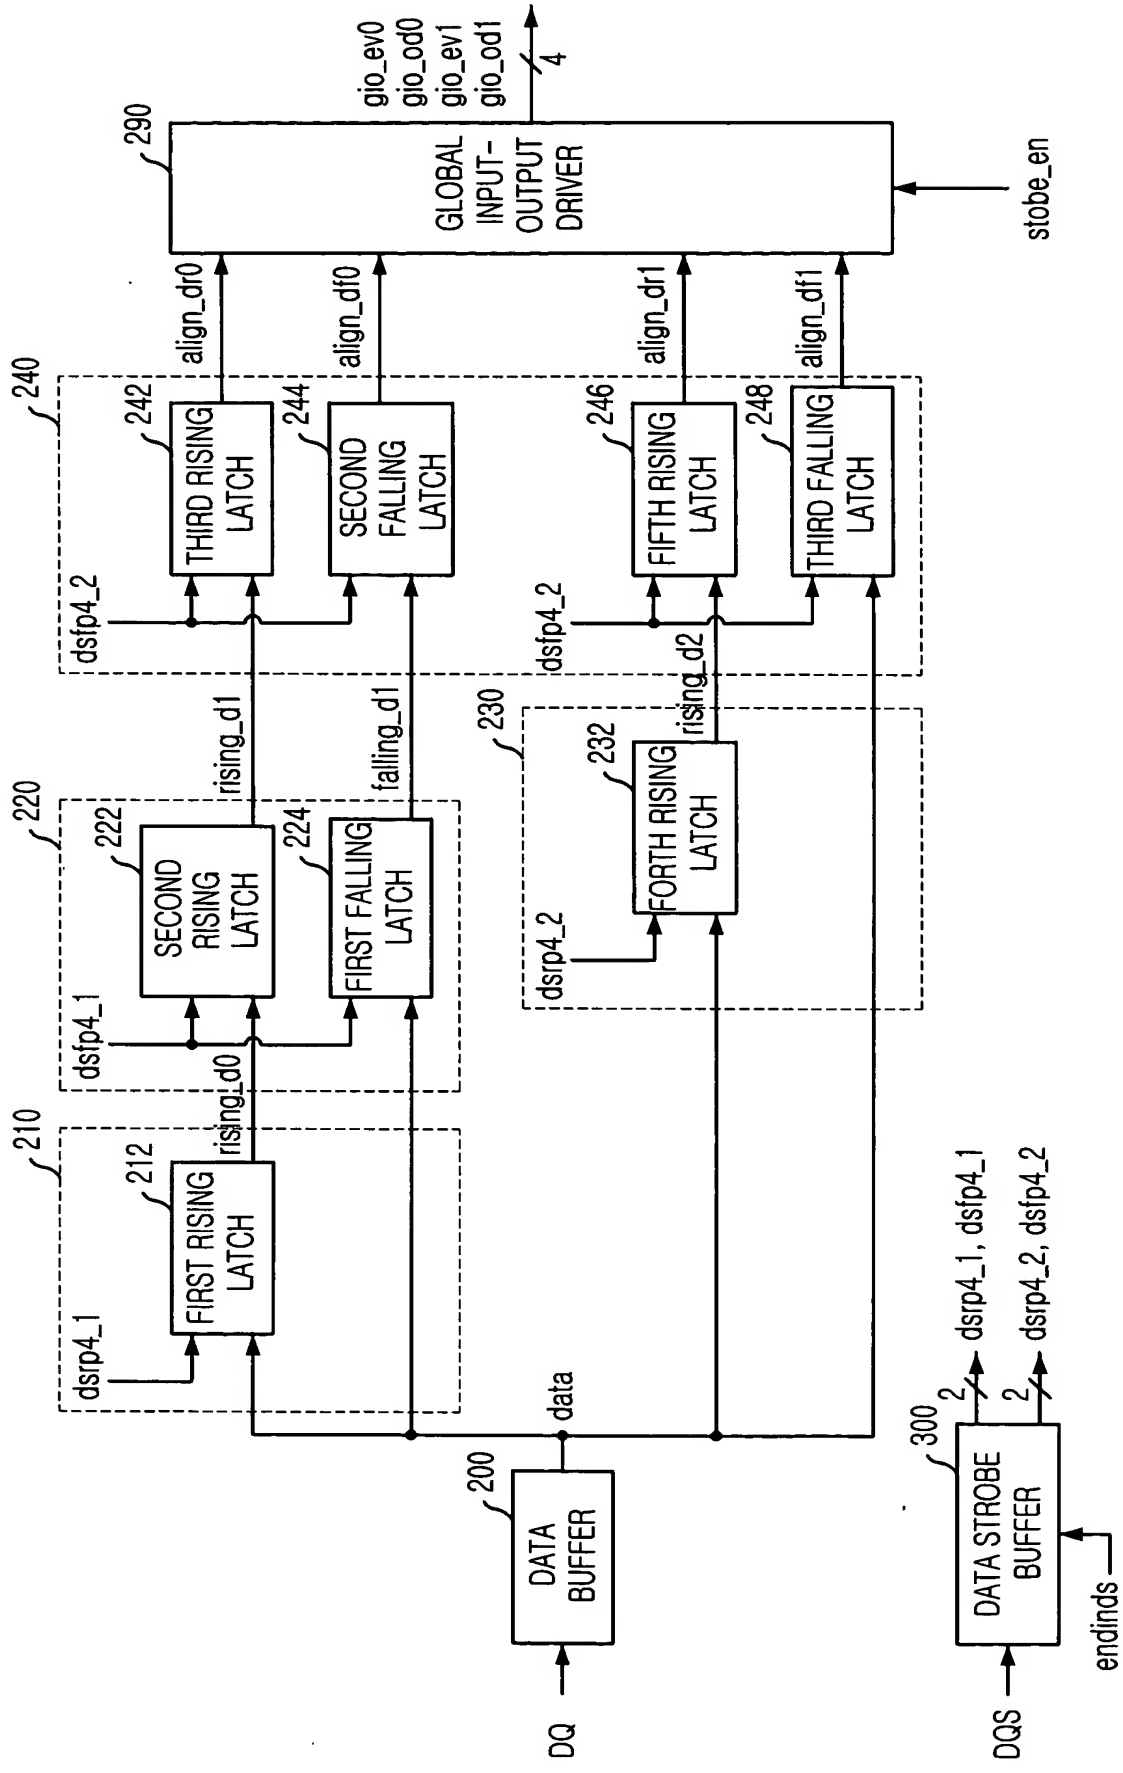 DQ
200
DATA
BUFFER
data
210
dsrp4_1
212
FIRST RISING
LATCH
rising_d0
220
dsfp4_1
222
SECOND
RISING
LATCH
rising_d1
224
FIRST FALLING
LATCH
falling_d1
230
dsrp4_2
232
FORTH RISING
LATCH
rising_d2
240
dsfp4_2
242
THIRD RISING
LATCH
244
SECOND
FALLING
LATCH
dsfp4_2
246
FIFTH RISING
LATCH
248
THIRD FALLING
LATCH
align_dr0
align_df0
align_dr1
align_df1
290
GLOBAL
INPUT-
OUTPUT
DRIVER
stobe_en
gio_ev0
gio_od0
gio_ev1
gio_od1
4
DQS
300
DATA STROBE
BUFFER
endinds
2
dsrp4_1, dsfp4_1
2
dsrp4_2, dsfp4_2